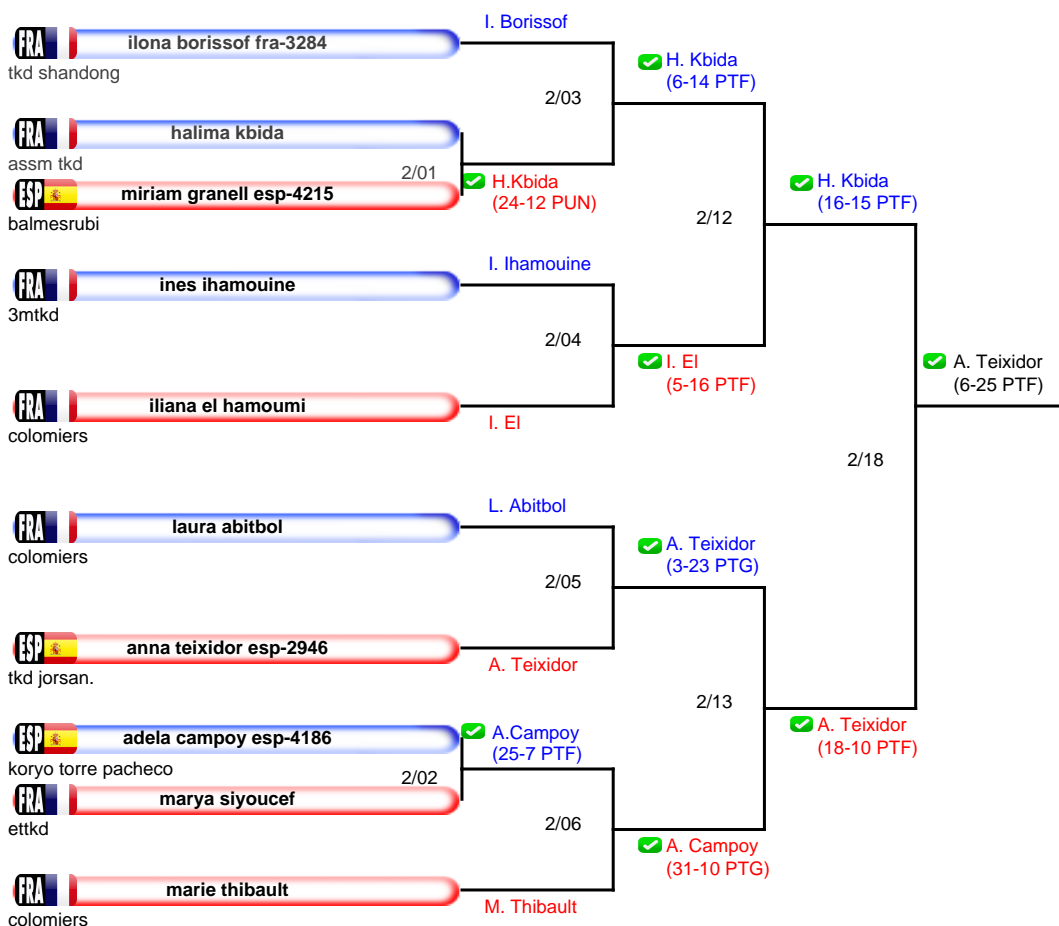 I. Borissof
FRA ilona borissof fra-3284
tkd shandong
H. Kbida
(6-14 PTF)
2/03
FRA halima kbida
assm tkd
2/01
H.Kbida
(24-12 PUN)
ESP miriam granell esp-4215
balmesrubi
H. Kbida
(16-15 PTF)
2/12
I. Ihamouine
FRA ines ihamouine
3mtkd
2/04
I. El
(5-16 PTF)
A. Teixidor
(6-25 PTF)
FRA iliana el hamoumi
colomiers
I. El
2/18
L. Abitbol
FRA laura abitbol
colomiers
A. Teixidor
(3-23 PTG)
2/05
ESP anna teixidor esp-2946
tkd jorsan.
A. Teixidor
2/13
A. Teixidor
(18-10 PTF)
ESP adela campoy esp-4186
koryo torre pacheco
A.Campoy
(25-7 PTF)
2/02
FRA marya siyoucef
ettkd
2/06
A. Campoy
(31-10 PTG)
FRA marie thibault
colomiers
M. Thibault